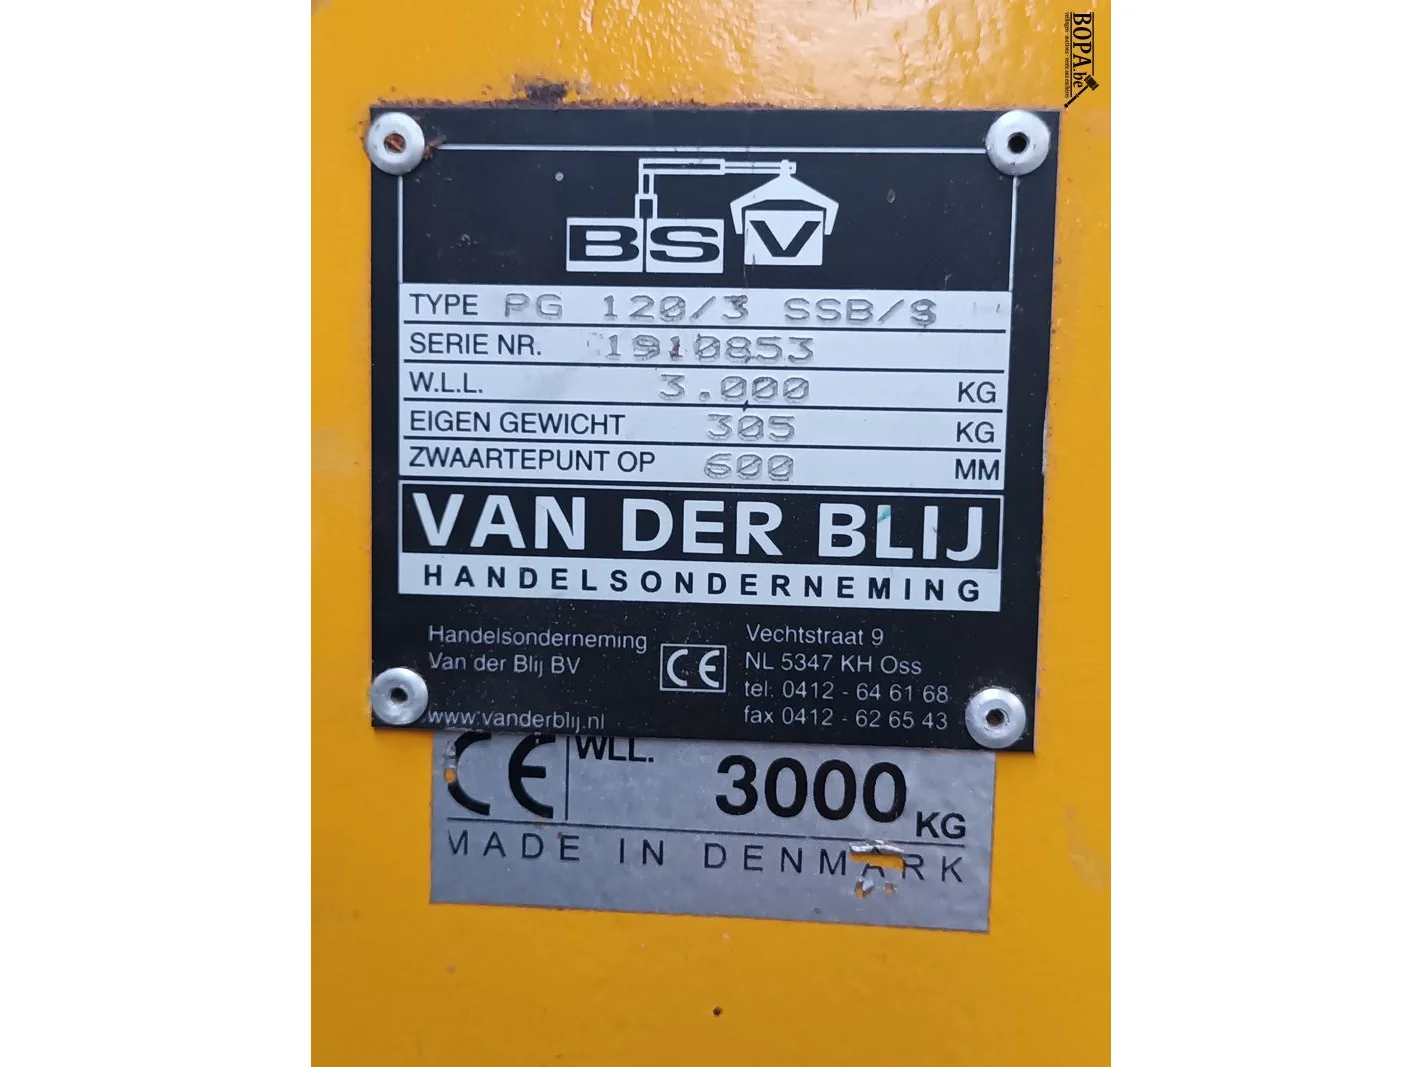 BOPA.be
BSV
TYPE PG 120/3 SSB/S
SERIE NR. 1910853
W.L.L. 3.000 KG
EIGEN GEWICHT 305 KG
ZWAARTEPUNT OP 600 MM
VAN DER BLIJ
HANDELSONDERNEMING
Handelsonderneming
Van der Blij BV
www.vanderblij.nl
CE
Vechtstraat 9
NL 5347 KH Oss
tel. 0412 - 64 61 68
fax 0412 - 62 65 43
CE WLL. 3000 KG
MADE IN DENMARK